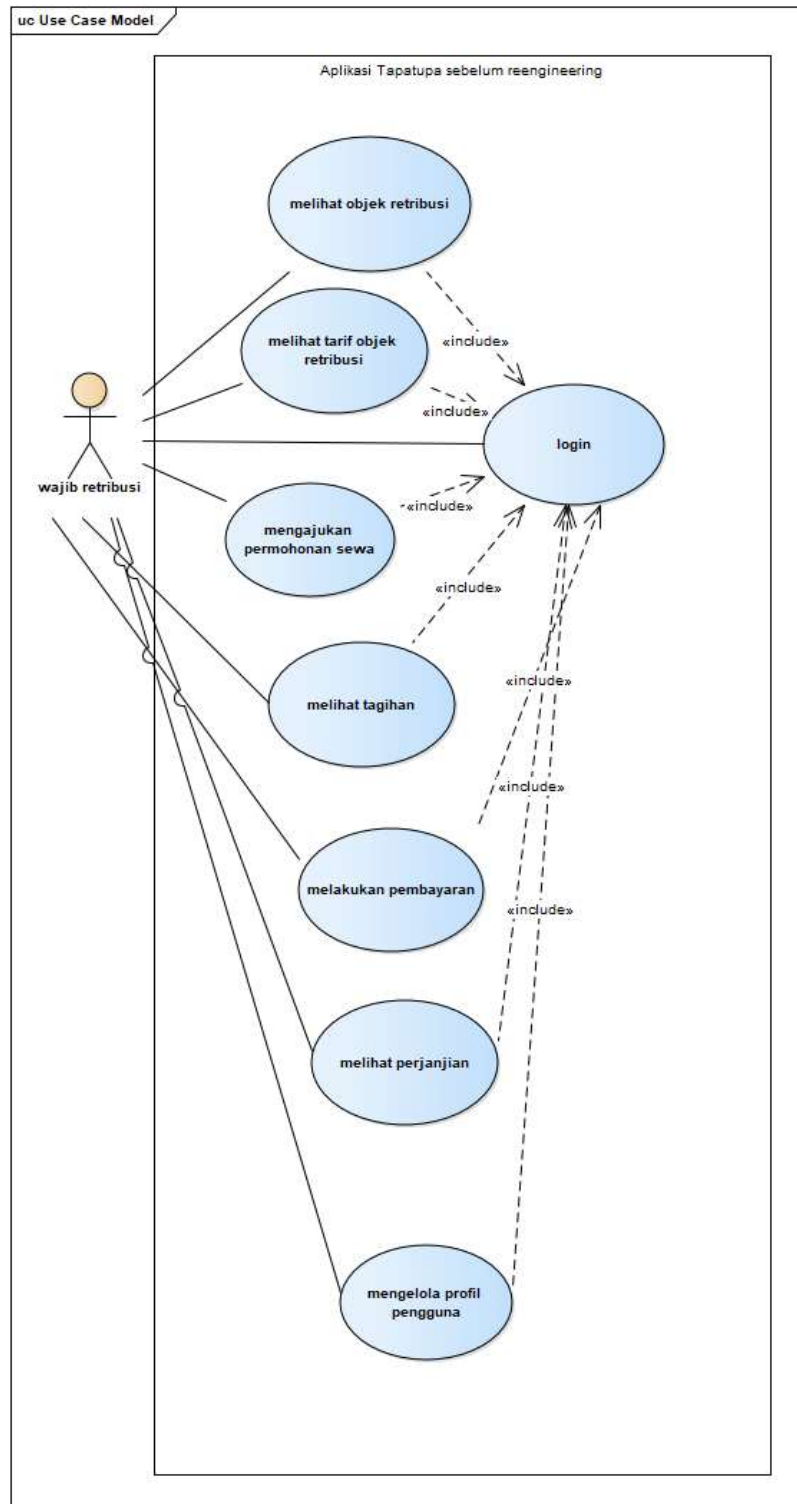 uc Use Case Model
Aplikasi Tapatupa sebelum reengineering
melihat objek retribusi
melihat tarif objek
retribusi
«include»
«include»
login
wajib retribusi
mengajukan
permohonan sewa
«include»
«include»
melihat tagihan
«include»
«include»
melakukan pembayaran
«include»
melihat perjanjian
mengelola profil
pengguna